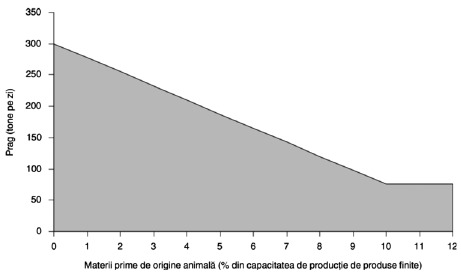 Prag (tone pe zi)
350
300
250
200
150
100
50
0
0 1 2 3 4 5 6 7 8 9 10 11 12
Materii prime de origine animală (% din capacitatea de producție de produse finite)